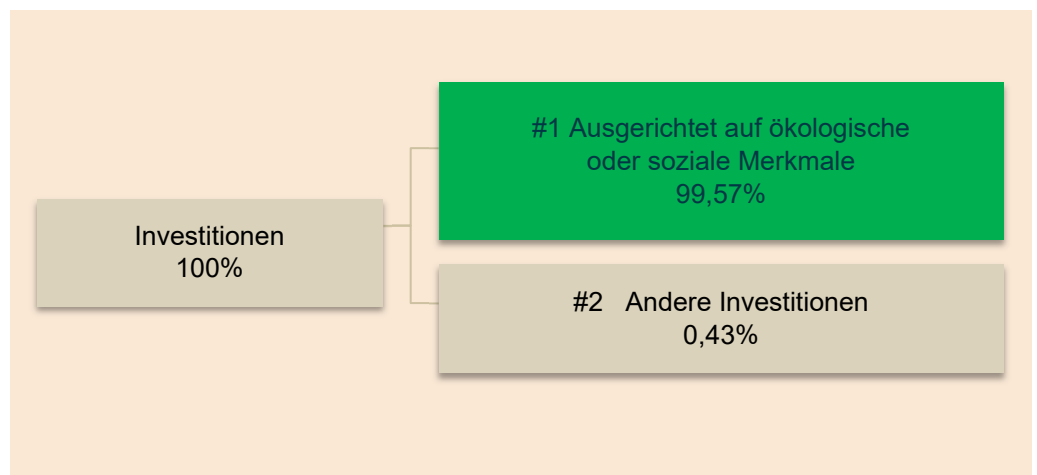 Investitionen
100%
#1 Ausgerichtet auf ökologische
oder soziale Merkmale
99,57%
#2 Andere Investitionen
0,43%